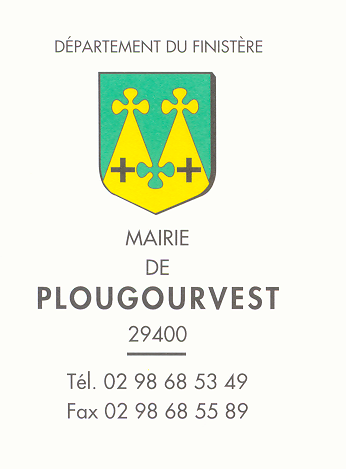 DÉPARTEMENT DU FINISTÈRE
MAIRIE
DE
PLOUGOURVEST
29400
Tél. 02 98 68 53 49
Fax 02 98 68 55 89